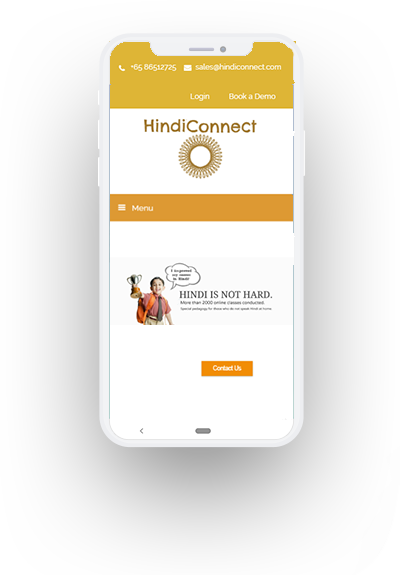 +65 86512725 sales@hindiconnect.com
Login Book a Demo
HindiConnect
Menu
I improved
my scores
in Hindi!
HINDI IS NOT HARD.
More than 2000 online classes conducted.
Special pedagogy for those who do not speak Hindi at home.
Contact Us